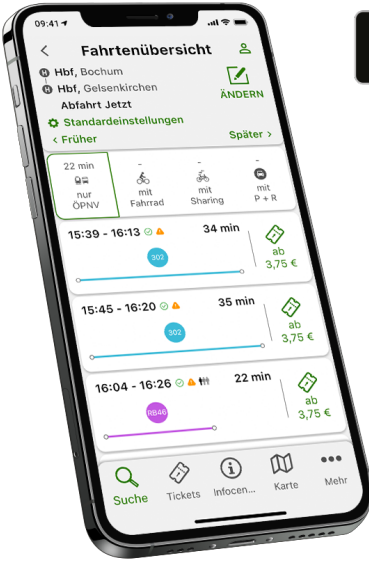 09:41
Fahrtenübersicht
H Hbf, Bochum
H Hbf, Gelsenkirchen
Abfahrt Jetzt
ÄNDERN
Standardeinstellungen
< Früher Später >
22 min - - -
nur ÖPNV
mit Fahrrad
mit Sharing
mit P + R
15:39 - 16:13 34 min
302
ab
3,75 €
15:45 - 16:20 35 min
302
ab
3,75 €
16:04 - 16:26 22 min
RB46
ab
3,75 €
Suche Tickets Infocen... Karte Mehr